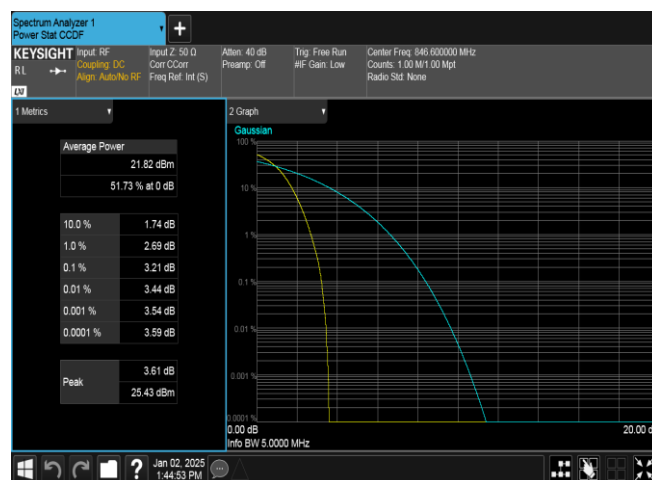 Spectrum Analyzer 1
Power Stat CCDF
+
KEYSIGHT
RL
LXI
Input: RF
Coupling: DC
Align: Auto/No RF
Input Z: 50 Ω
Corr CCorr
Freq Ref: Int (S)
Atten: 40 dB
Preamp: Off
Trig: Free Run
#IF Gain: Low
Center Freq: 846.600000 MHz
Counts: 1.00 M/1.00 Mpt
Radio Std: None
1 Metrics
Average Power
21.82 dBm
51.73 % at 0 dB
10.0 % 1.74 dB
1.0 % 2.69 dB
0.1 % 3.21 dB
0.01 % 3.44 dB
0.001 % 3.54 dB
0.0001 % 3.59 dB
Peak
3.61 dB
25.43 dBm
2 Graph
Gaussian
100 %
10 %
1 %
0.1 %
0.01 %
0.001 %
0.0001 %
0.00 dB
20.00 d
Info BW 5.0000 MHz
?
Jan 02, 2025
1:44:53 PM